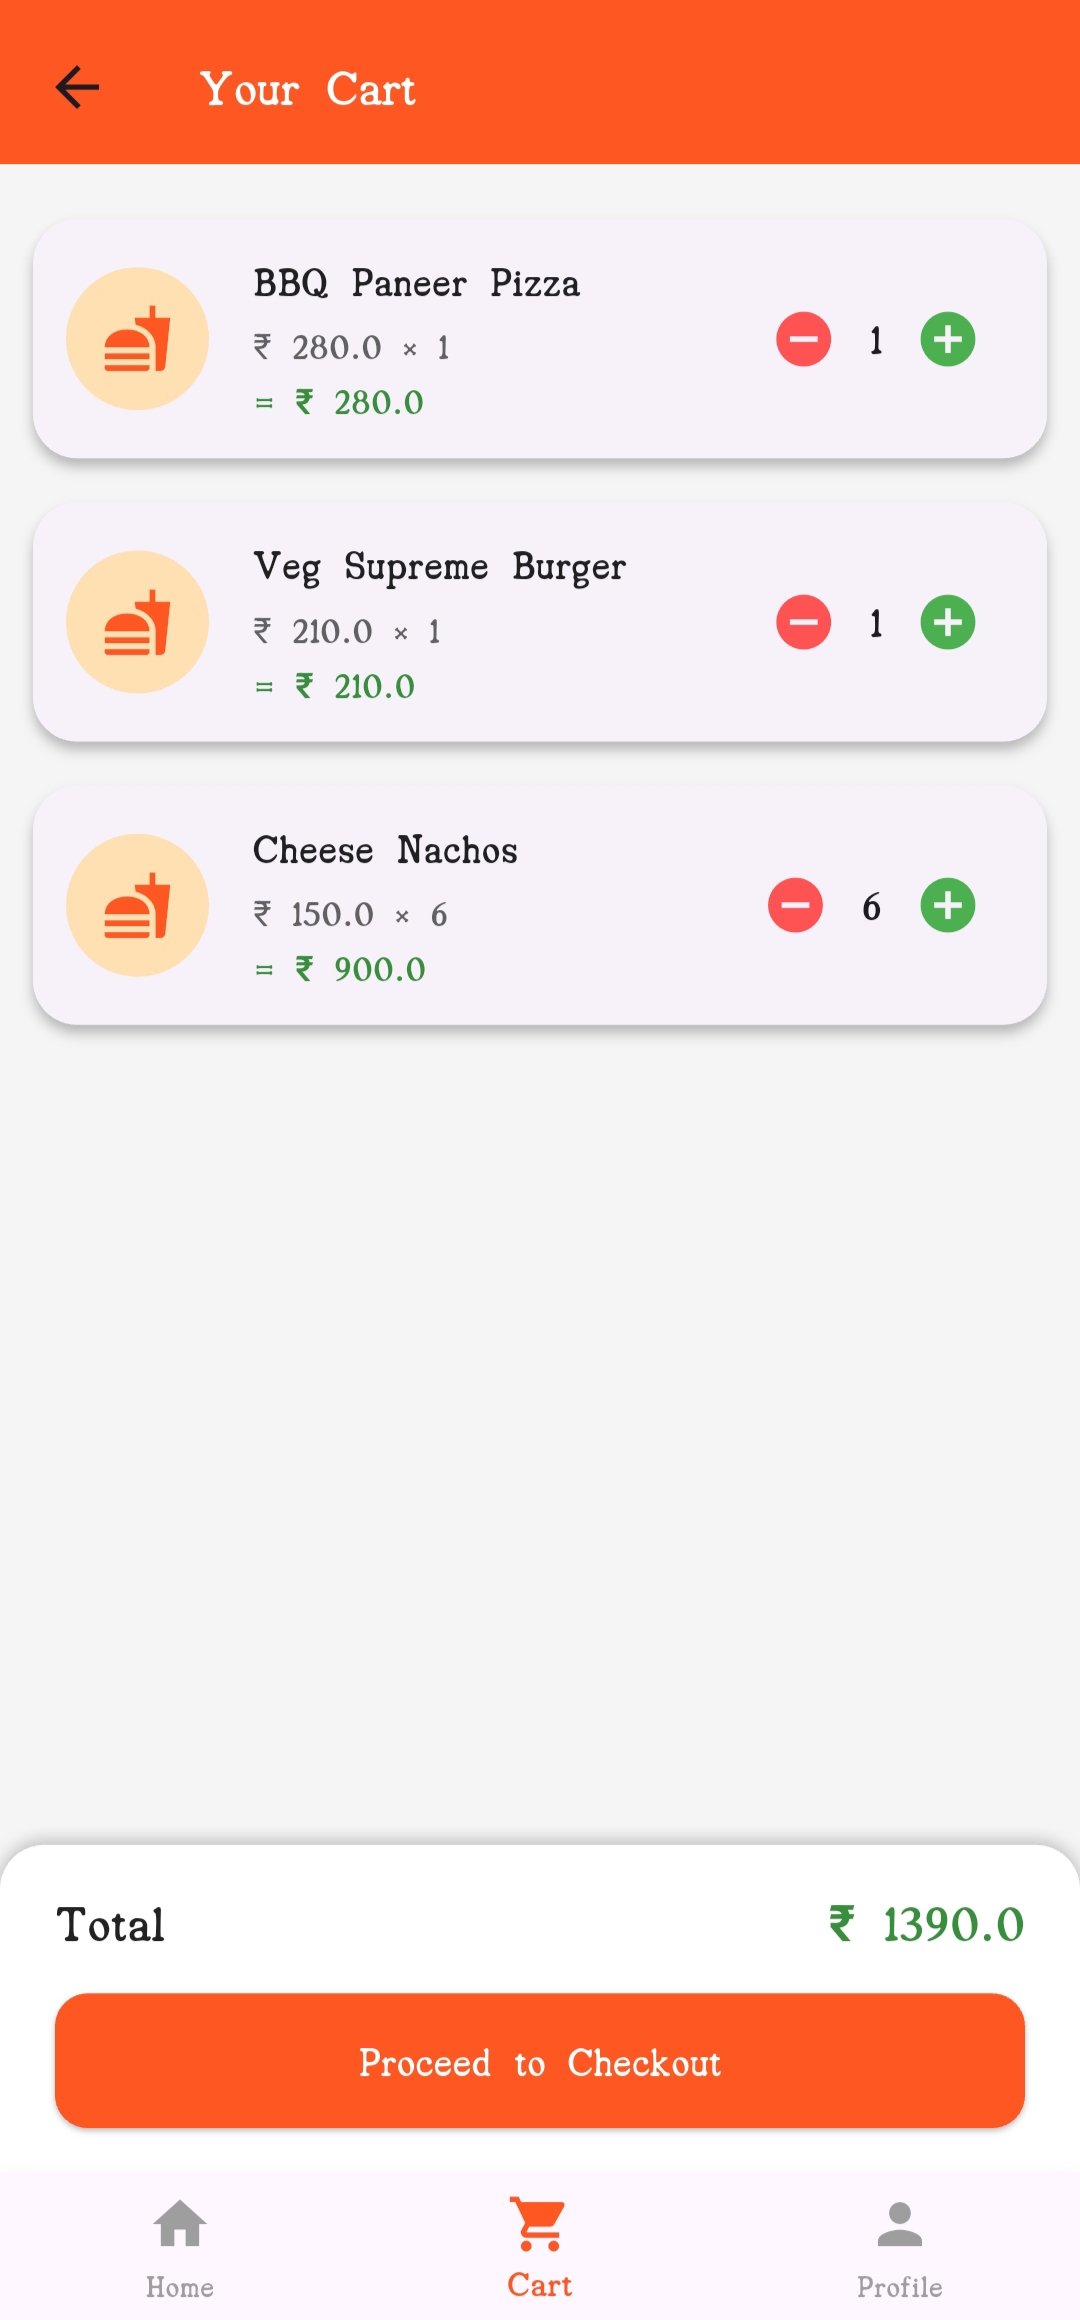 Your Cart
BBQ Paneer Pizza
₹ 280.0 × 1
= ₹ 280.0
1
Veg Supreme Burger
₹ 210.0 × 1
= ₹ 210.0
1
Cheese Nachos
₹ 150.0 × 6
= ₹ 900.0
6
Total ₹ 1390.0
Proceed to Checkout
Home Cart Profile